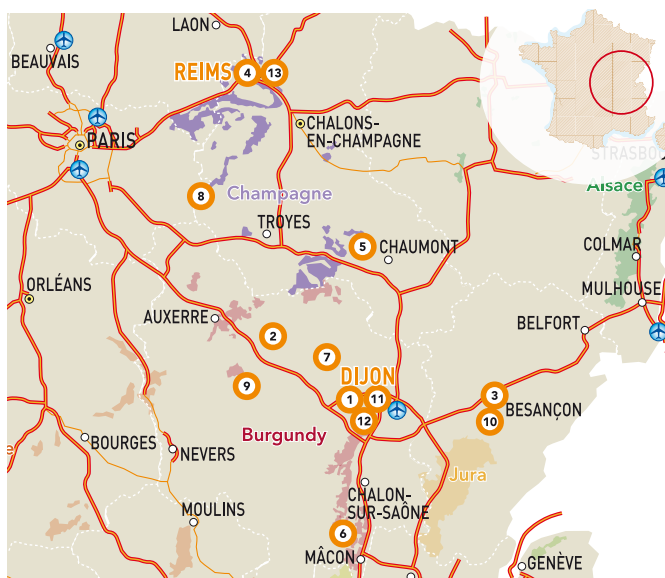 LAON
BEAUVAIS
REIMS
4
13
PARIS
CHALONS-
EN-CHAMPAGNE
STRASBO
Alsace
8
Champagne
TROYES
5
CHAUMONT
COLMAR
ORLÉANS
MULHOUSE
AUXERRE
BELFORT
2
7
DIJON
9
1
11
3
BESANÇON
12
10
Burgundy
BOURGES
NEVERS
Jura
CHALON-
SUR-SAÔNE
MOULINS
6
MÂCON
GENÈVE